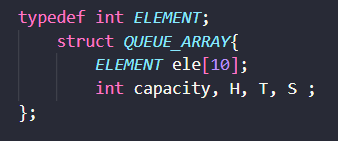 typedef int ELEMENT;
    struct QUEUE_ARRAY{
        ELEMENT ele[10];
        int capacity, H, T, S ;
};